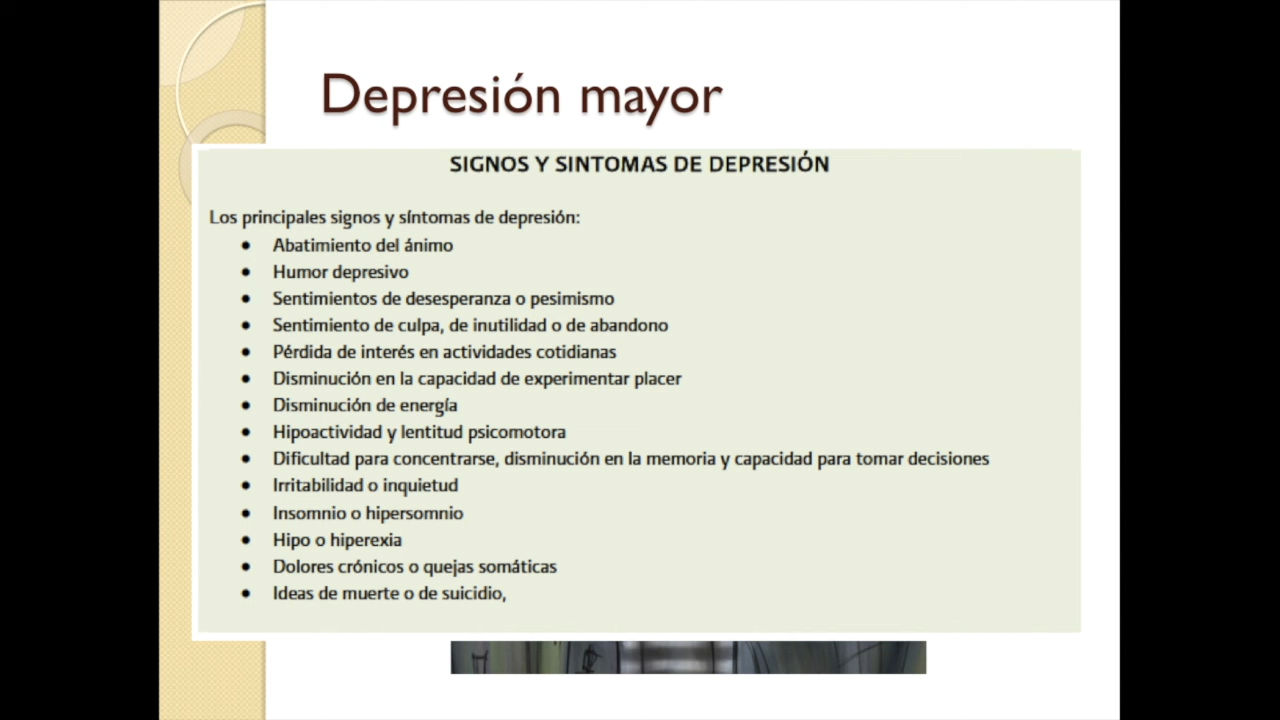 Depresión mayor
SIGNOS Y SINTOMAS DE DEPRESIÓN
Los principales signos y síntomas de depresión:
• Abatimiento del ánimo
• Humor depresivo
• Sentimientos de desesperanza o pesimismo
• Sentimiento de culpa, de inutilidad o de abandono
• Pérdida de interés en actividades cotidianas
• Disminución en la capacidad de experimentar placer
• Disminución de energía
• Hipoactividad y lentitud psicomotora
• Dificultad para concentrarse, disminución en la memoria y capacidad para tomar decisiones
• Irritabilidad o inquietud
• Insomnio o hipersomnio
• Hipo o hiperexia
• Dolores crónicos o quejas somáticas
• Ideas de muerte o de suicidio,